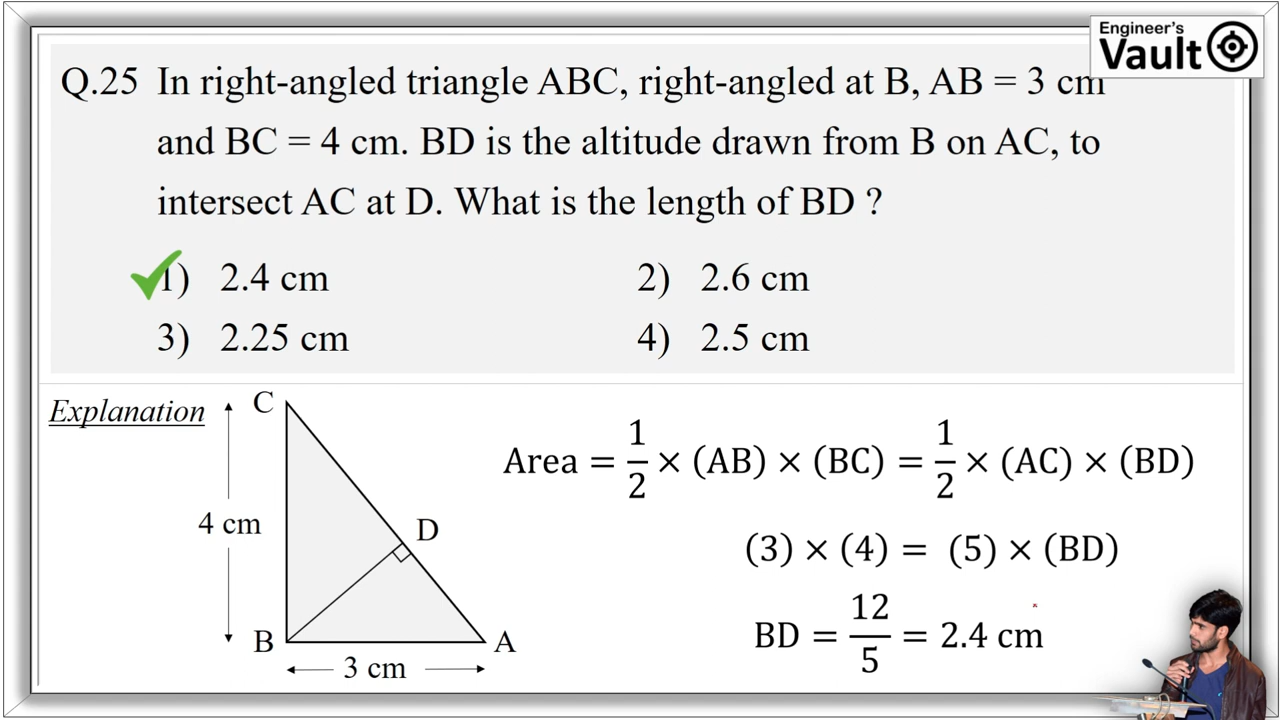 Engineer's
Vault
Q.25 In right-angled triangle ABC, right-angled at B, AB = 3 cm
and BC = 4 cm. BD is the altitude drawn from B on AC, to
intersect AC at D. What is the length of BD ?
1) 2.4 cm 2) 2.6 cm
3) 2.25 cm 4) 2.5 cm
Explanation
C
4 cm
D
B
A
3 cm
Area = 1/2 × (AB) × (BC) = 1/2 × (AC) × (BD)
(3) × (4) = (5) × (BD)
BD = 12/5 = 2.4 cm